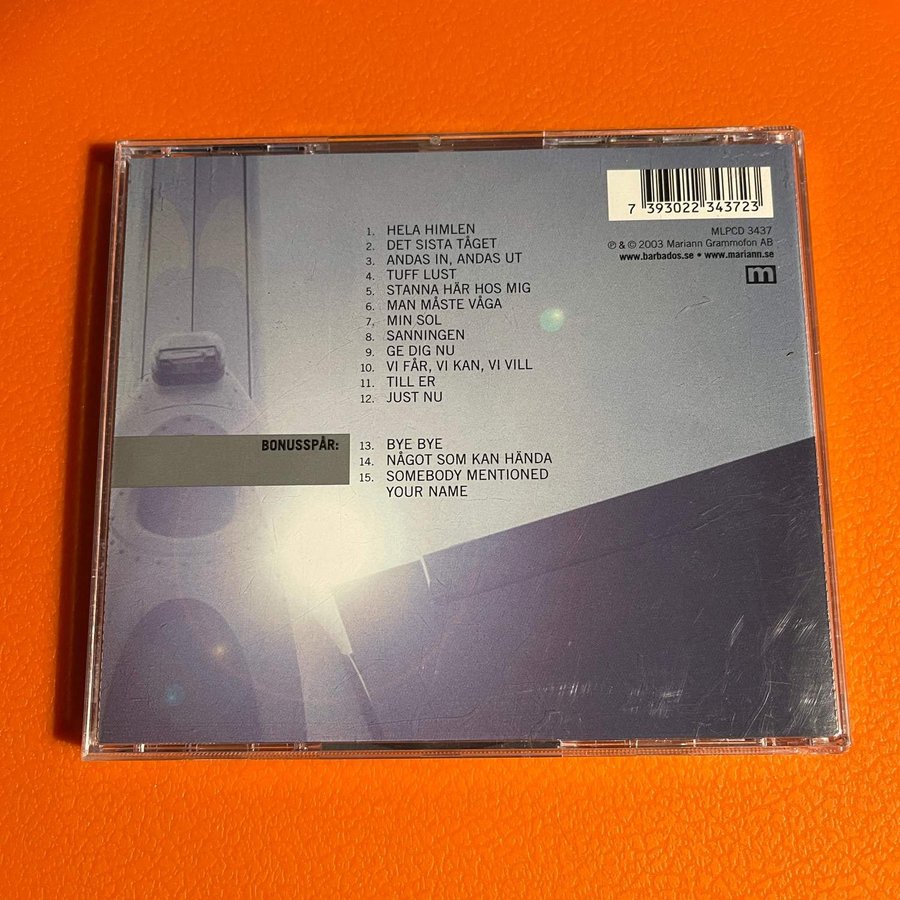 7 393022 343723
MLPCD 3437
℗ & © 2003 Mariann Grammofon AB
www.barbados.se • www.mariann.se
m
1. HELA HIMLEN
2. DET SISTA TÅGET
3. ANDAS IN, ANDAS UT
4. TUFF LUST
5. STANNA HÄR HOS MIG
6. MAN MÅSTE VÅGA
7. MIN SOL
8. SANNINGEN
9. GE DIG NU
10. VI FÅR, VI KAN, VI VILL
11. TILL ER
12. JUST NU
BONUSSPÅR:
13. BYE BYE
14. NÅGOT SOM KAN HÄNDA
15. SOMEBODY MENTIONED
YOUR NAME